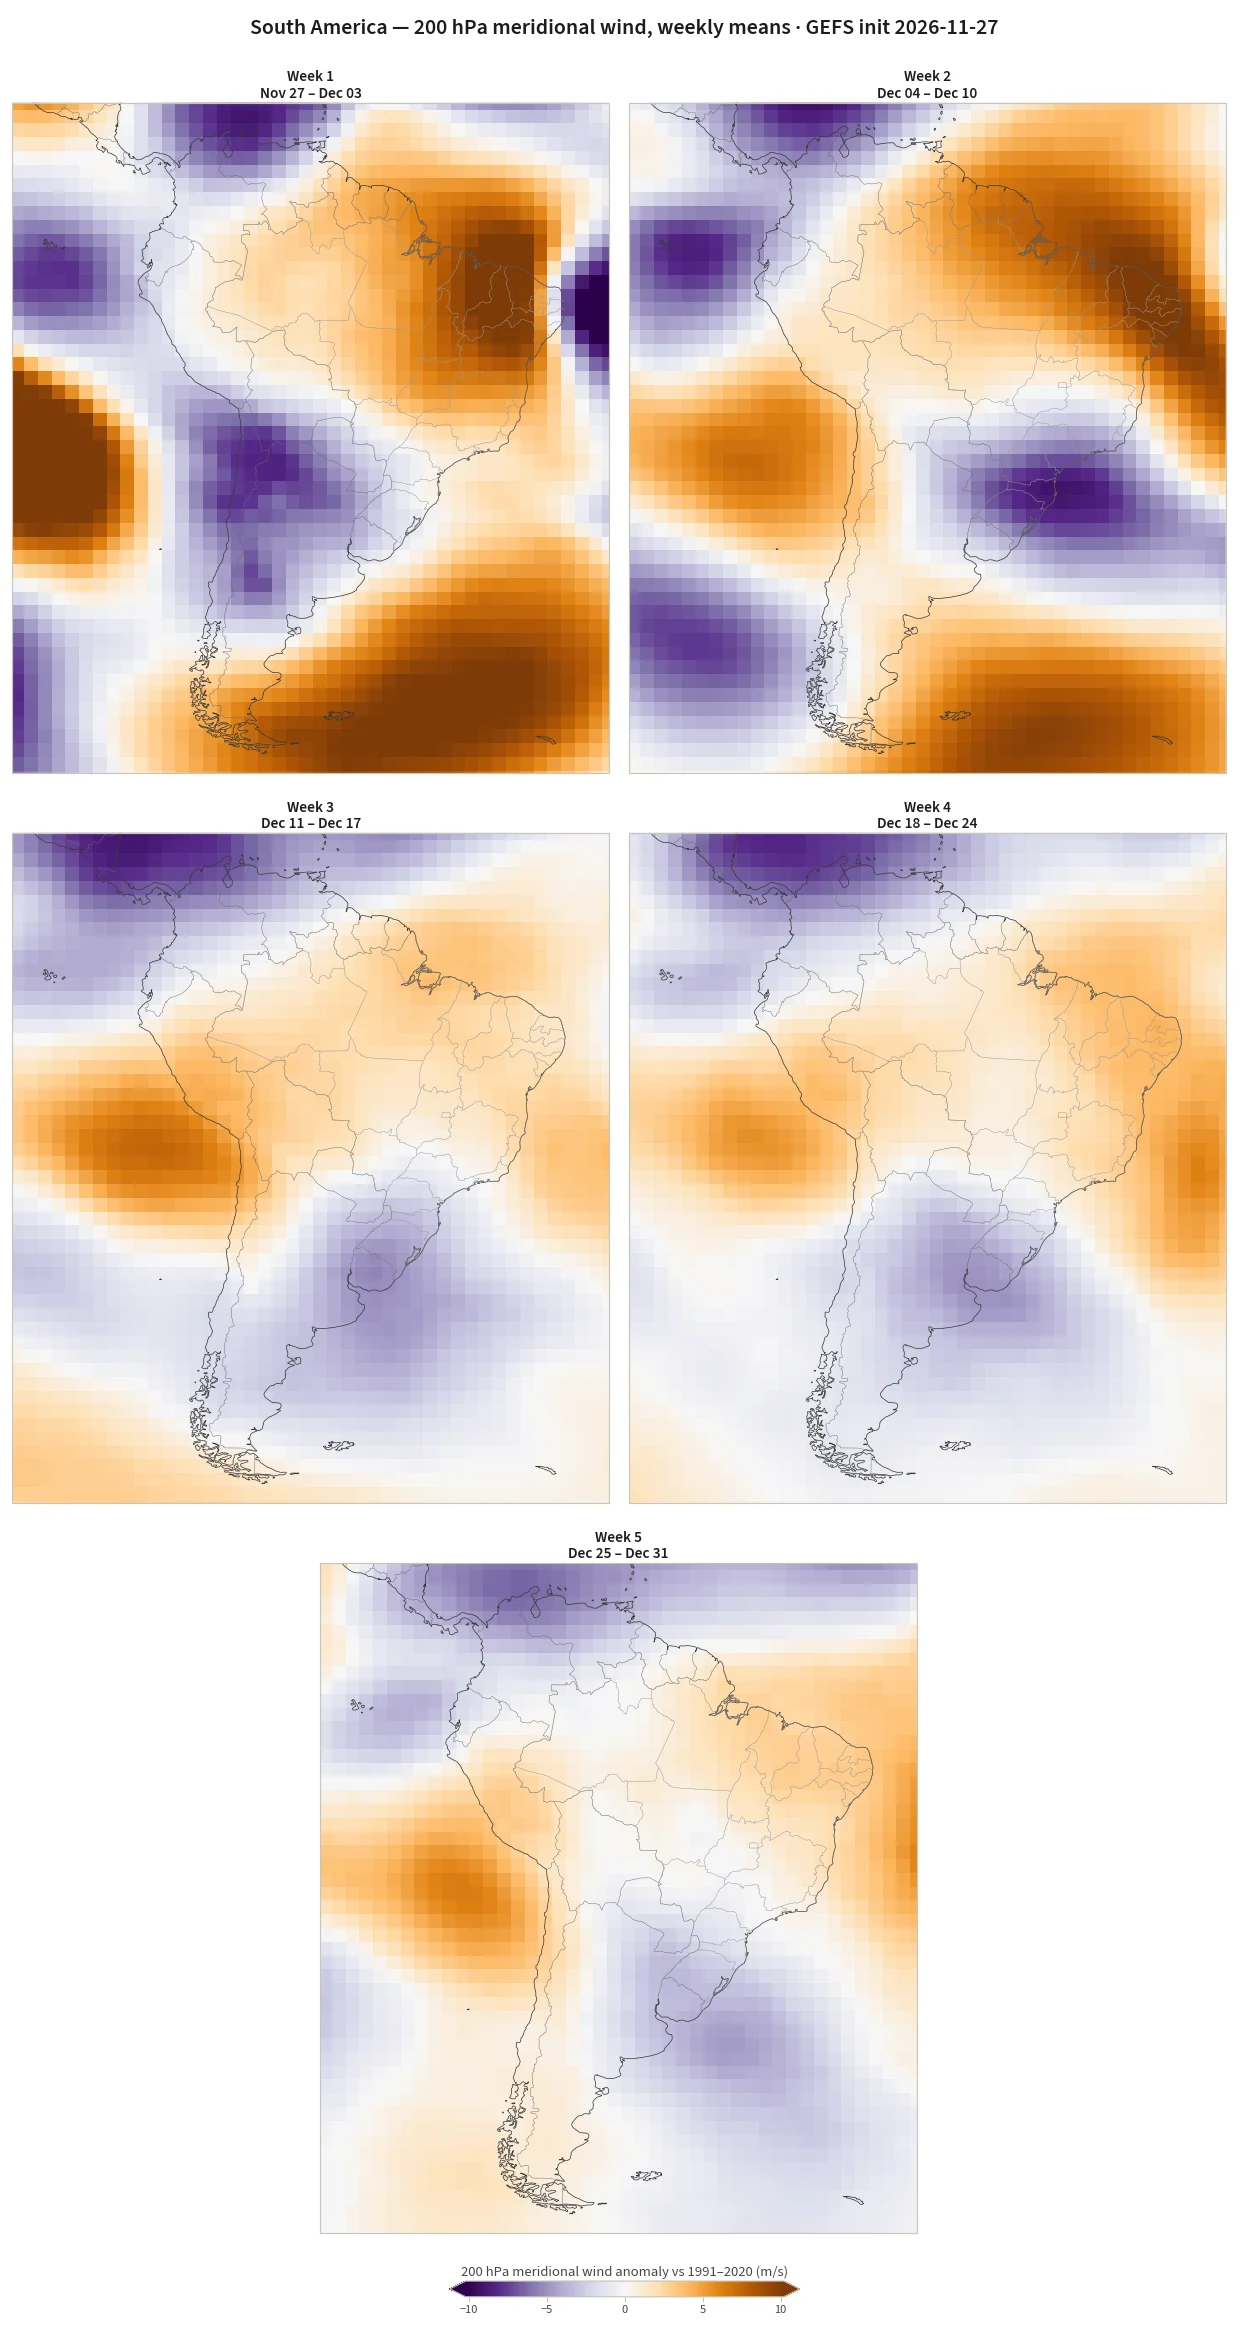 South America — 200 hPa meridional wind, weekly means · GEFS init 2026-11-27
Week 1
Nov 27 – Dec 03
Week 2
Dec 04 – Dec 10
Week 3
Dec 11 – Dec 17
Week 4
Dec 18 – Dec 24
Week 5
Dec 25 – Dec 31
200 hPa meridional wind anomaly vs 1991–2020 (m/s)
−10 −5 0 5 10